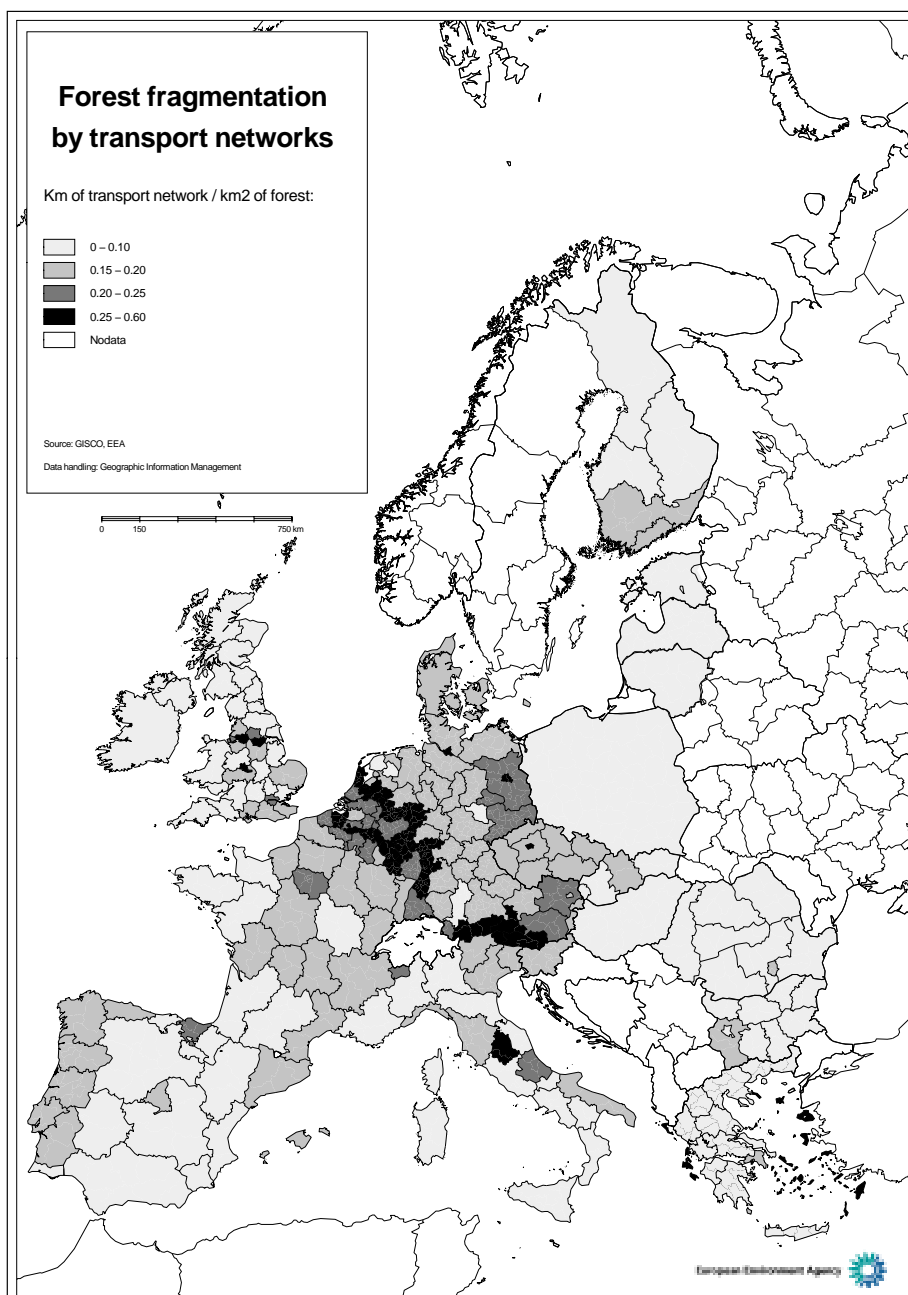 Forest fragmentation
by transport networks
Km of transport network / km2 of forest:
0 – 0.10
0.15 – 0.20
0.20 – 0.25
0.25 – 0.60
Nodata
Source: GISCO, EEA
Data handling: Geographic Information Management
0 150 750 km
European Environment Agency